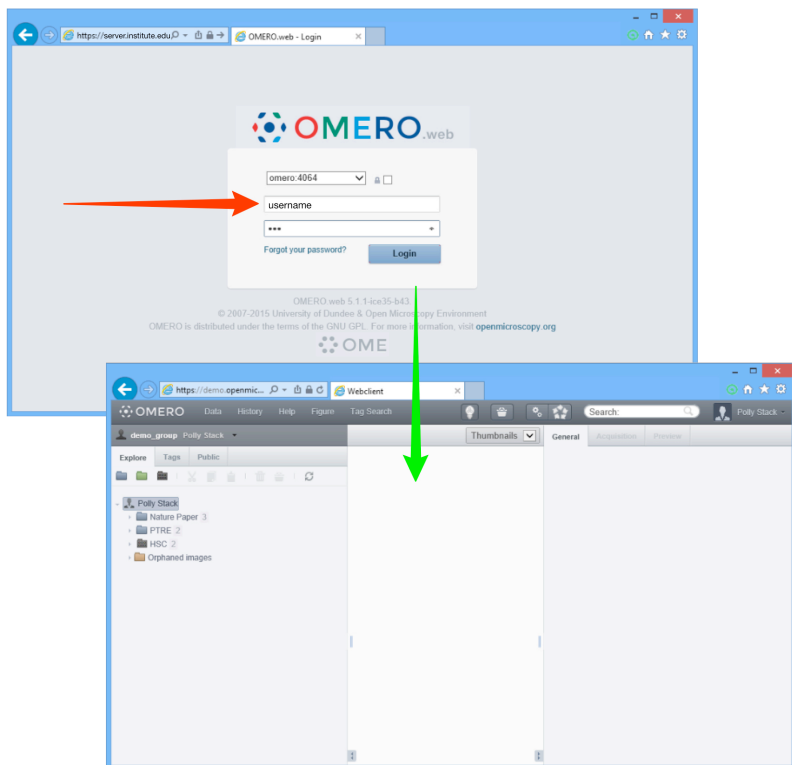 https://server.institute.edu/
OMERO.web - Login
OMERO.web
omero:4064
username
•••
Forgot your password?
Login
OMERO.web 5.1.1-ice35-b43
© 2007-2015 University of Dundee & Open Microscopy Environment
OMERO is distributed under the terms of the GNU GPL. For more information, visit openmicroscopy.org
OME
https://demo.openmic...
Webclient
OMERO Data History Help Figure Tag Search Search: Polly Stack
demo_group Polly Stack Thumbnails General Acquisition Preview
Explore Tags Public
Polly Stack
Nature Paper 3
PTRE 2
HSC 2
Orphaned images